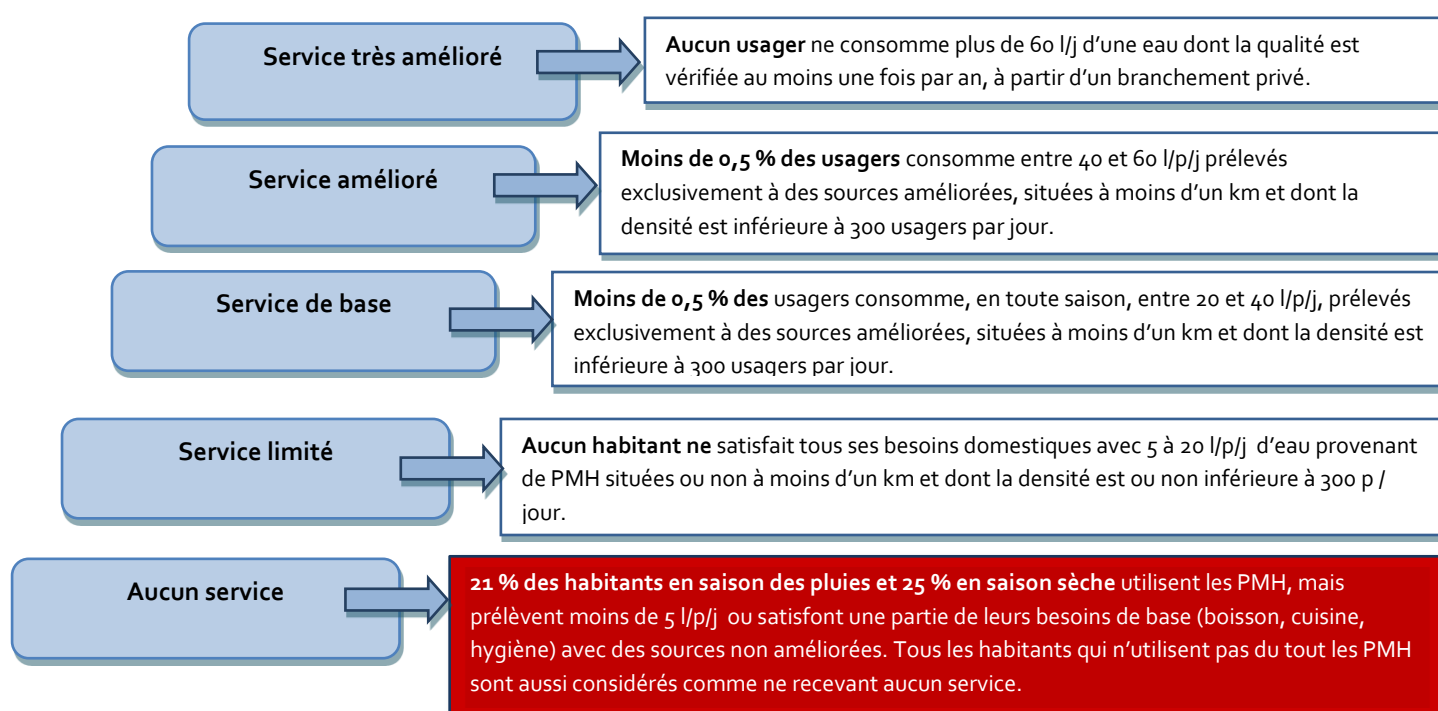 Service très amélioré
Aucun usager ne consomme plus de 60 l/j d’une eau dont la qualité est
vérifiée au moins une fois par an, à partir d’un branchement privé.
Service amélioré
Moins de 0,5 % des usagers consomme entre 40 et 60 l/p/j prélevés
exclusivement à des sources améliorées, situées à moins d’un km et dont la
densité est inférieure à 300 usagers par jour.
Service de base
Moins de 0,5 % des usagers consomme, en toute saison, entre 20 et 40 l/p/j, prélevés
exclusivement à des sources améliorées, situées à moins d’un km et dont la densité est
inférieure à 300 usagers par jour.
Service limité
Aucun habitant ne satisfait tous ses besoins domestiques avec 5 à 20 l/p/j d’eau provenant
de PMH situées ou non à moins d’un km et dont la densité est ou non inférieure à 300 p /
jour.
Aucun service
21 % des habitants en saison des pluies et 25 % en saison sèche utilisent les PMH, mais
prélèvent moins de 5 l/p/j ou satisfont une partie de leurs besoins de base (boisson, cuisine,
hygiène) avec des sources non améliorées. Tous les habitants qui n’utilisent pas du tout les PMH
sont aussi considérés comme ne recevant aucun service.